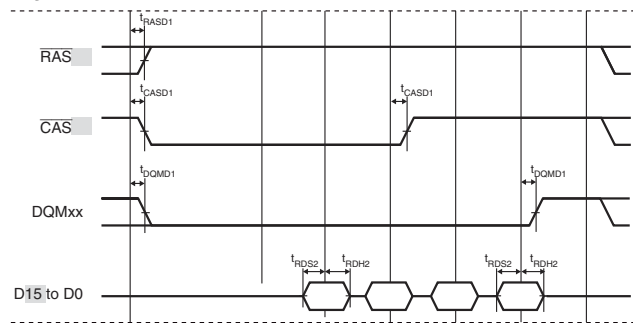 tRASD1
RAS
tCASD1 tCASD1
CAS
tDQMD1 tDQMD1
DQMxx
tRDS2 tRDH2 tRDS2 tRDH2
D15 to D0